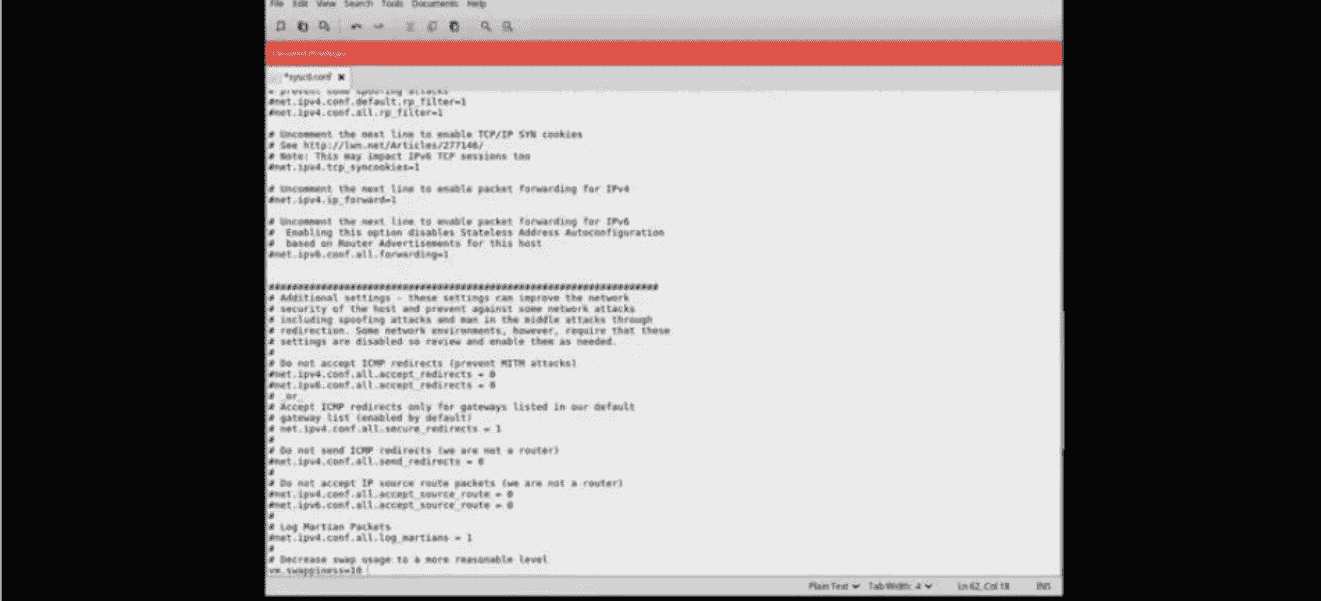 File Edit View Search Tools Documents Help
*sysctl.conf
# prevent some spoofing attacks
#net.ipv4.conf.default.rp_filter=1
#net.ipv4.conf.all.rp_filter=1
# Uncomment the next line to enable TCP/IP SYN cookies
# See http://lwn.net/Articles/277146/
# Note: This may impact IPv6 TCP sessions too
#net.ipv4.tcp_syncookies=1
# Uncomment the next line to enable packet forwarding for IPv4
#net.ipv4.ip_forward=1
# Uncomment the next line to enable packet forwarding for IPv6
#  Enabling this option disables Stateless Address Autoconfiguration
#  based on Router Advertisements for this host
#net.ipv6.conf.all.forwarding=1
###################################################################
# Additional settings - these settings can improve the network
# security of the host and prevent against some network attacks
# including spoofing attacks and man in the middle attacks through
# redirection. Some network environments, however, require that these
# settings are disabled so review and enable them as needed.
#
# Do not accept ICMP redirects (prevent MITM attacks)
#net.ipv4.conf.all.accept_redirects = 0
#net.ipv6.conf.all.accept_redirects = 0
# _or_
# Accept ICMP redirects only for gateways listed in our default
# gateway list (enabled by default)
# net.ipv4.conf.all.secure_redirects = 1
#
# Do not send ICMP redirects (we are not a router)
#net.ipv4.conf.all.send_redirects = 0
#
# Do not accept IP source route packets (we are not a router)
#net.ipv4.conf.all.accept_source_route = 0
#net.ipv6.conf.all.accept_source_route = 0
#
# Log Martian Packets
#net.ipv4.conf.all.log_martians = 1
#
# Decrease swap usage to a more reasonable level
vm.swappiness=10
Plain Text Tab Width: 4 Ln 62, Col 18 INS